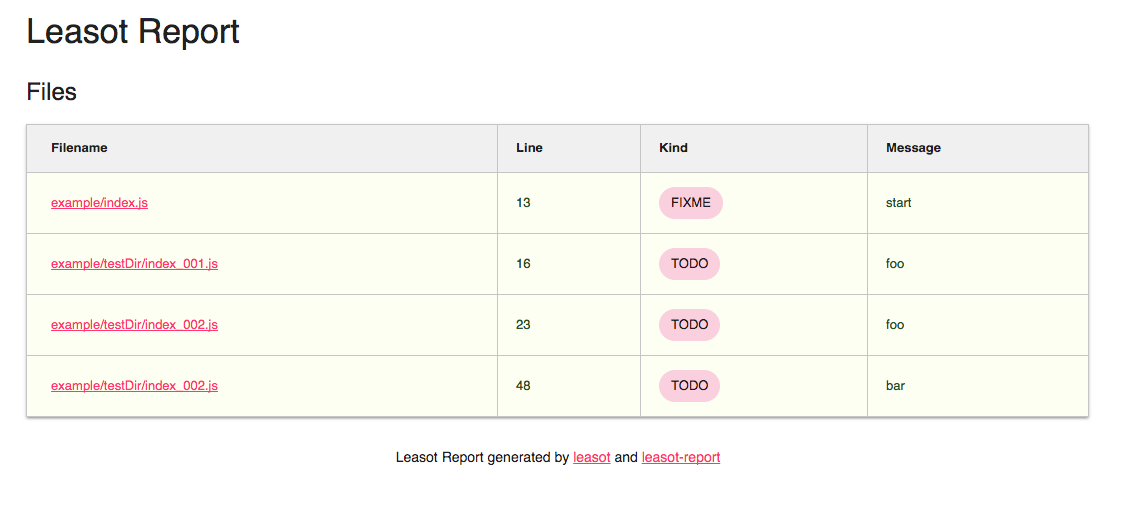 Leasot Report
Files
Filename Line Kind Message
example/index.js 13 FIXME start
example/testDir/index_001.js 16 TODO foo
example/testDir/index_002.js 23 TODO foo
example/testDir/index_002.js 48 TODO bar
Leasot Report generated by leasot and leasot-report